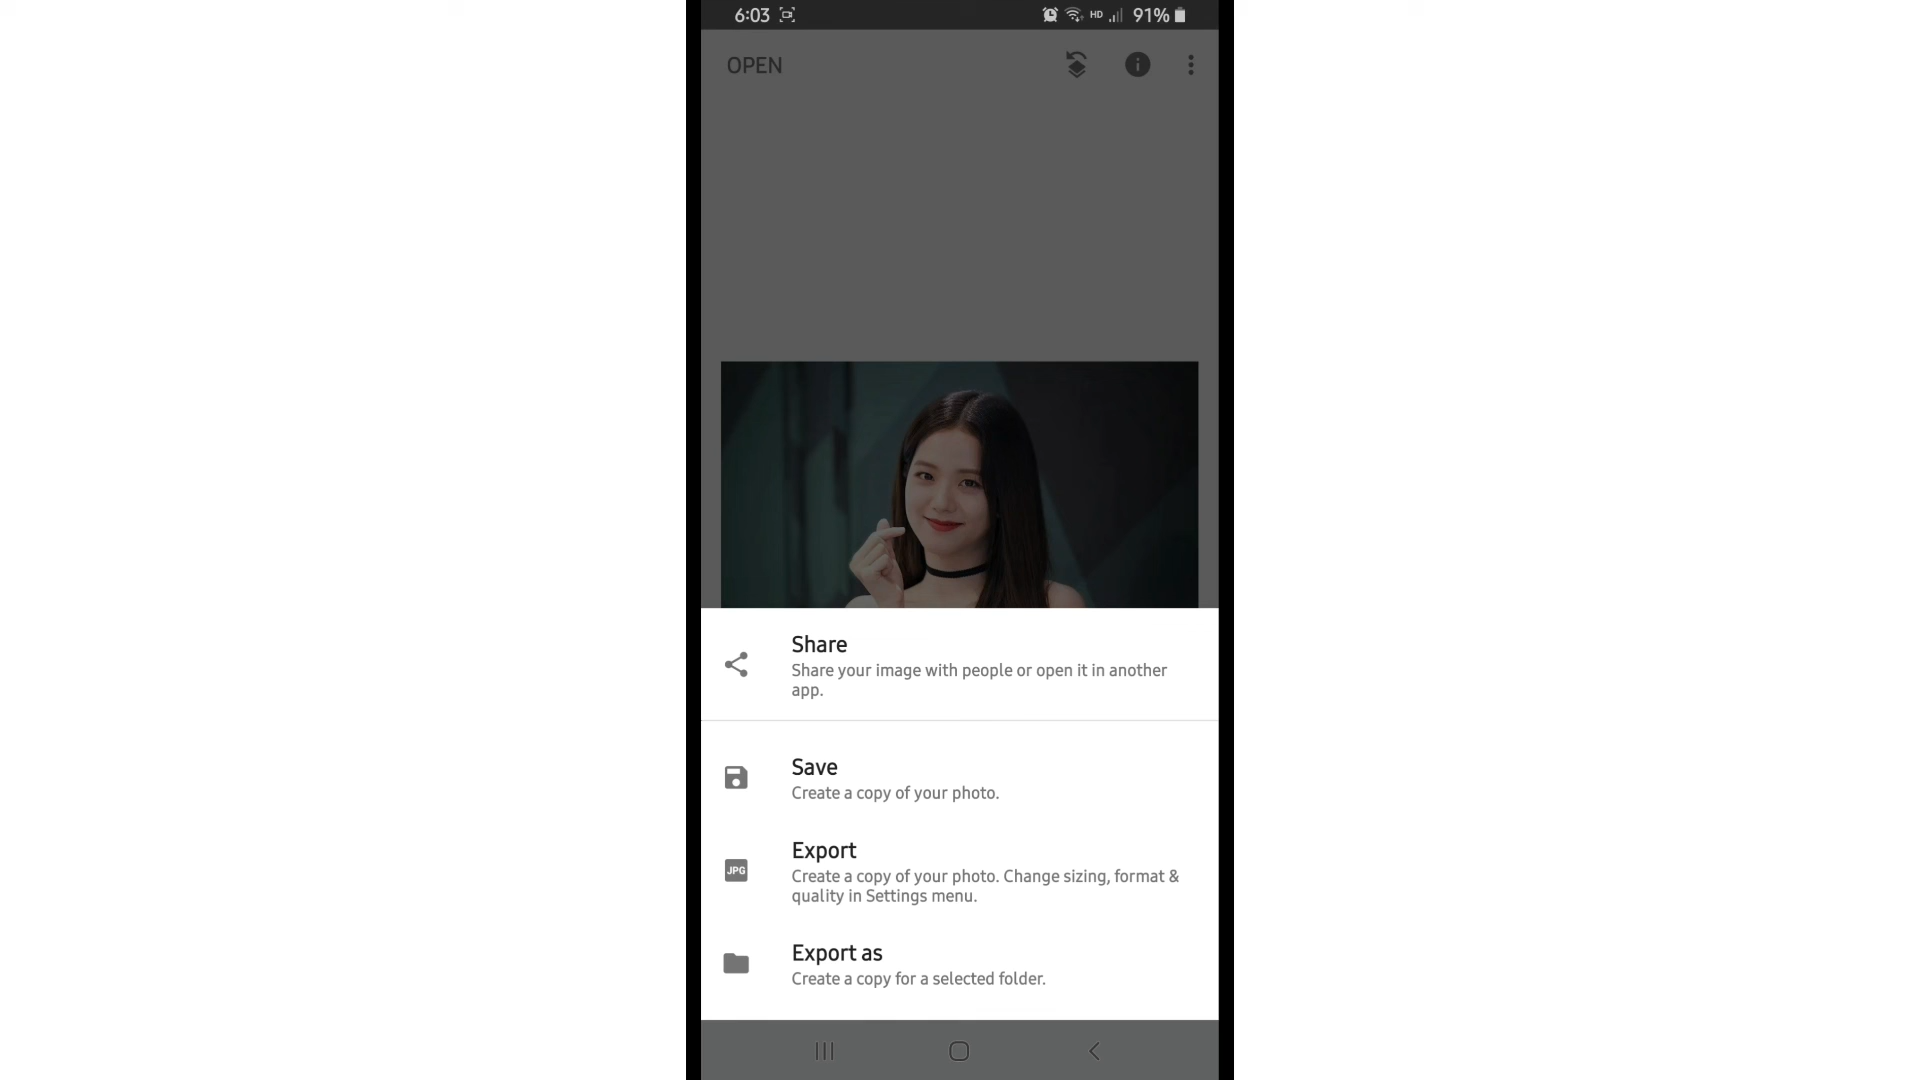 6:03 HD 91%
OPEN
Share
Share your image with people or open it in another
app.
Save
Create a copy of your photo.
JPG
Export
Create a copy of your photo. Change sizing, format &
quality in Settings menu.
Export as
Create a copy for a selected folder.